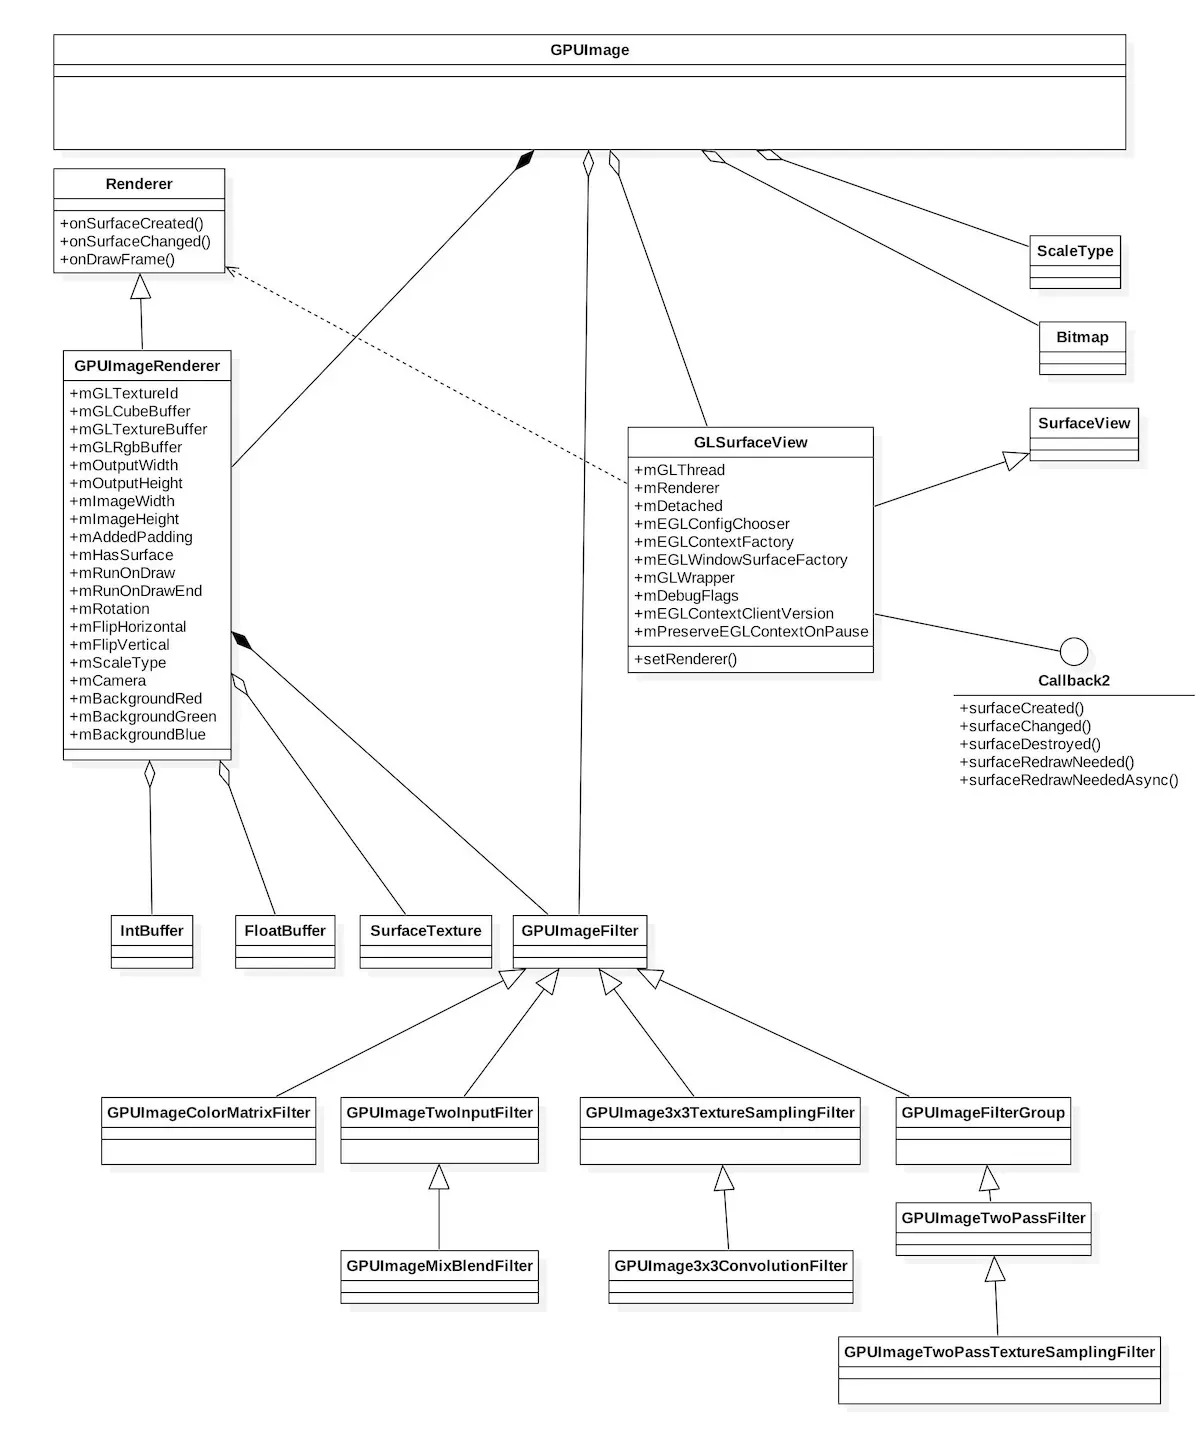 GPUImage
Renderer
+onSurfaceCreated()
+onSurfaceChanged()
+onDrawFrame()
ScaleType
Bitmap
GPUImageRenderer
+mGLTextureId
+mGLCubeBuffer
+mGLTextureBuffer
+mGLRgbBuffer
+mOutputWidth
+mOutputHeight
+mImageWidth
+mImageHeight
+mAddedPadding
+mHasSurface
+mRunOnDraw
+mRunOnDrawEnd
+mRotation
+mFlipHorizontal
+mFlipVertical
+mScaleType
+mCamera
+mBackgroundRed
+mBackgroundGreen
+mBackgroundBlue
SurfaceView
GLSurfaceView
+mGLThread
+mRenderer
+mDetached
+mEGLConfigChooser
+mEGLContextFactory
+mEGLWindowSurfaceFactory
+mGLWrapper
+mDebugFlags
+mEGLContextClientVersion
+mPreserveEGLContextOnPause
+setRenderer()
Callback2
+surfaceCreated()
+surfaceChanged()
+surfaceDestroyed()
+surfaceRedrawNeeded()
+surfaceRedrawNeededAsync()
IntBuffer
FloatBuffer
SurfaceTexture
GPUImageFilter
GPUImageColorMatrixFilter
GPUImageTwoInputFilter
GPUImage3x3TextureSamplingFilter
GPUImageFilterGroup
GPUImageTwoPassFilter
GPUImageMixBlendFilter
GPUImage3x3ConvolutionFilter
GPUImageTwoPassTextureSamplingFilter